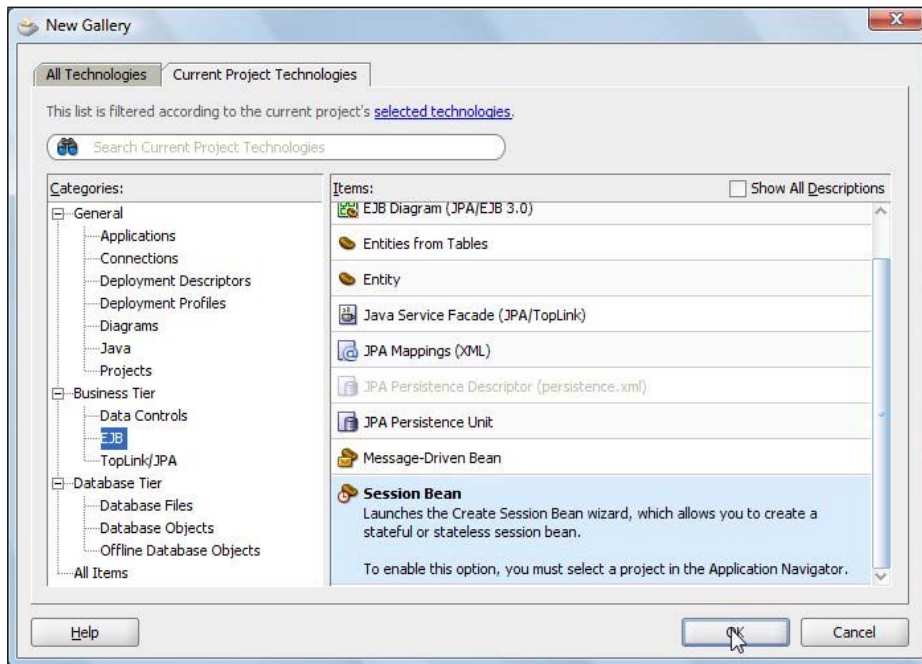 New Gallery
All Technologies
Current Project Technologies
This list is filtered according to the current project's selected technologies.
Search Current Project Technologies
Categories:
General
Applications
Connections
Deployment Descriptors
Deployment Profiles
Diagrams
Java
Projects
Business Tier
Data Controls
EJB
TopLink/JPA
Database Tier
Database Files
Database Objects
Offline Database Objects
All Items
Items:
Show All Descriptions
EJB Diagram (JPA/EJB 3.0)
Entities from Tables
Entity
Java Service Facade (JPA/TopLink)
JPA Mappings (XML)
JPA Persistence Descriptor (persistence.xml)
JPA Persistence Unit
Message-Driven Bean
Session Bean
Launches the Create Session Bean wizard, which allows you to create a
stateful or stateless session bean.
To enable this option, you must select a project in the Application Navigator.
Help
OK
Cancel